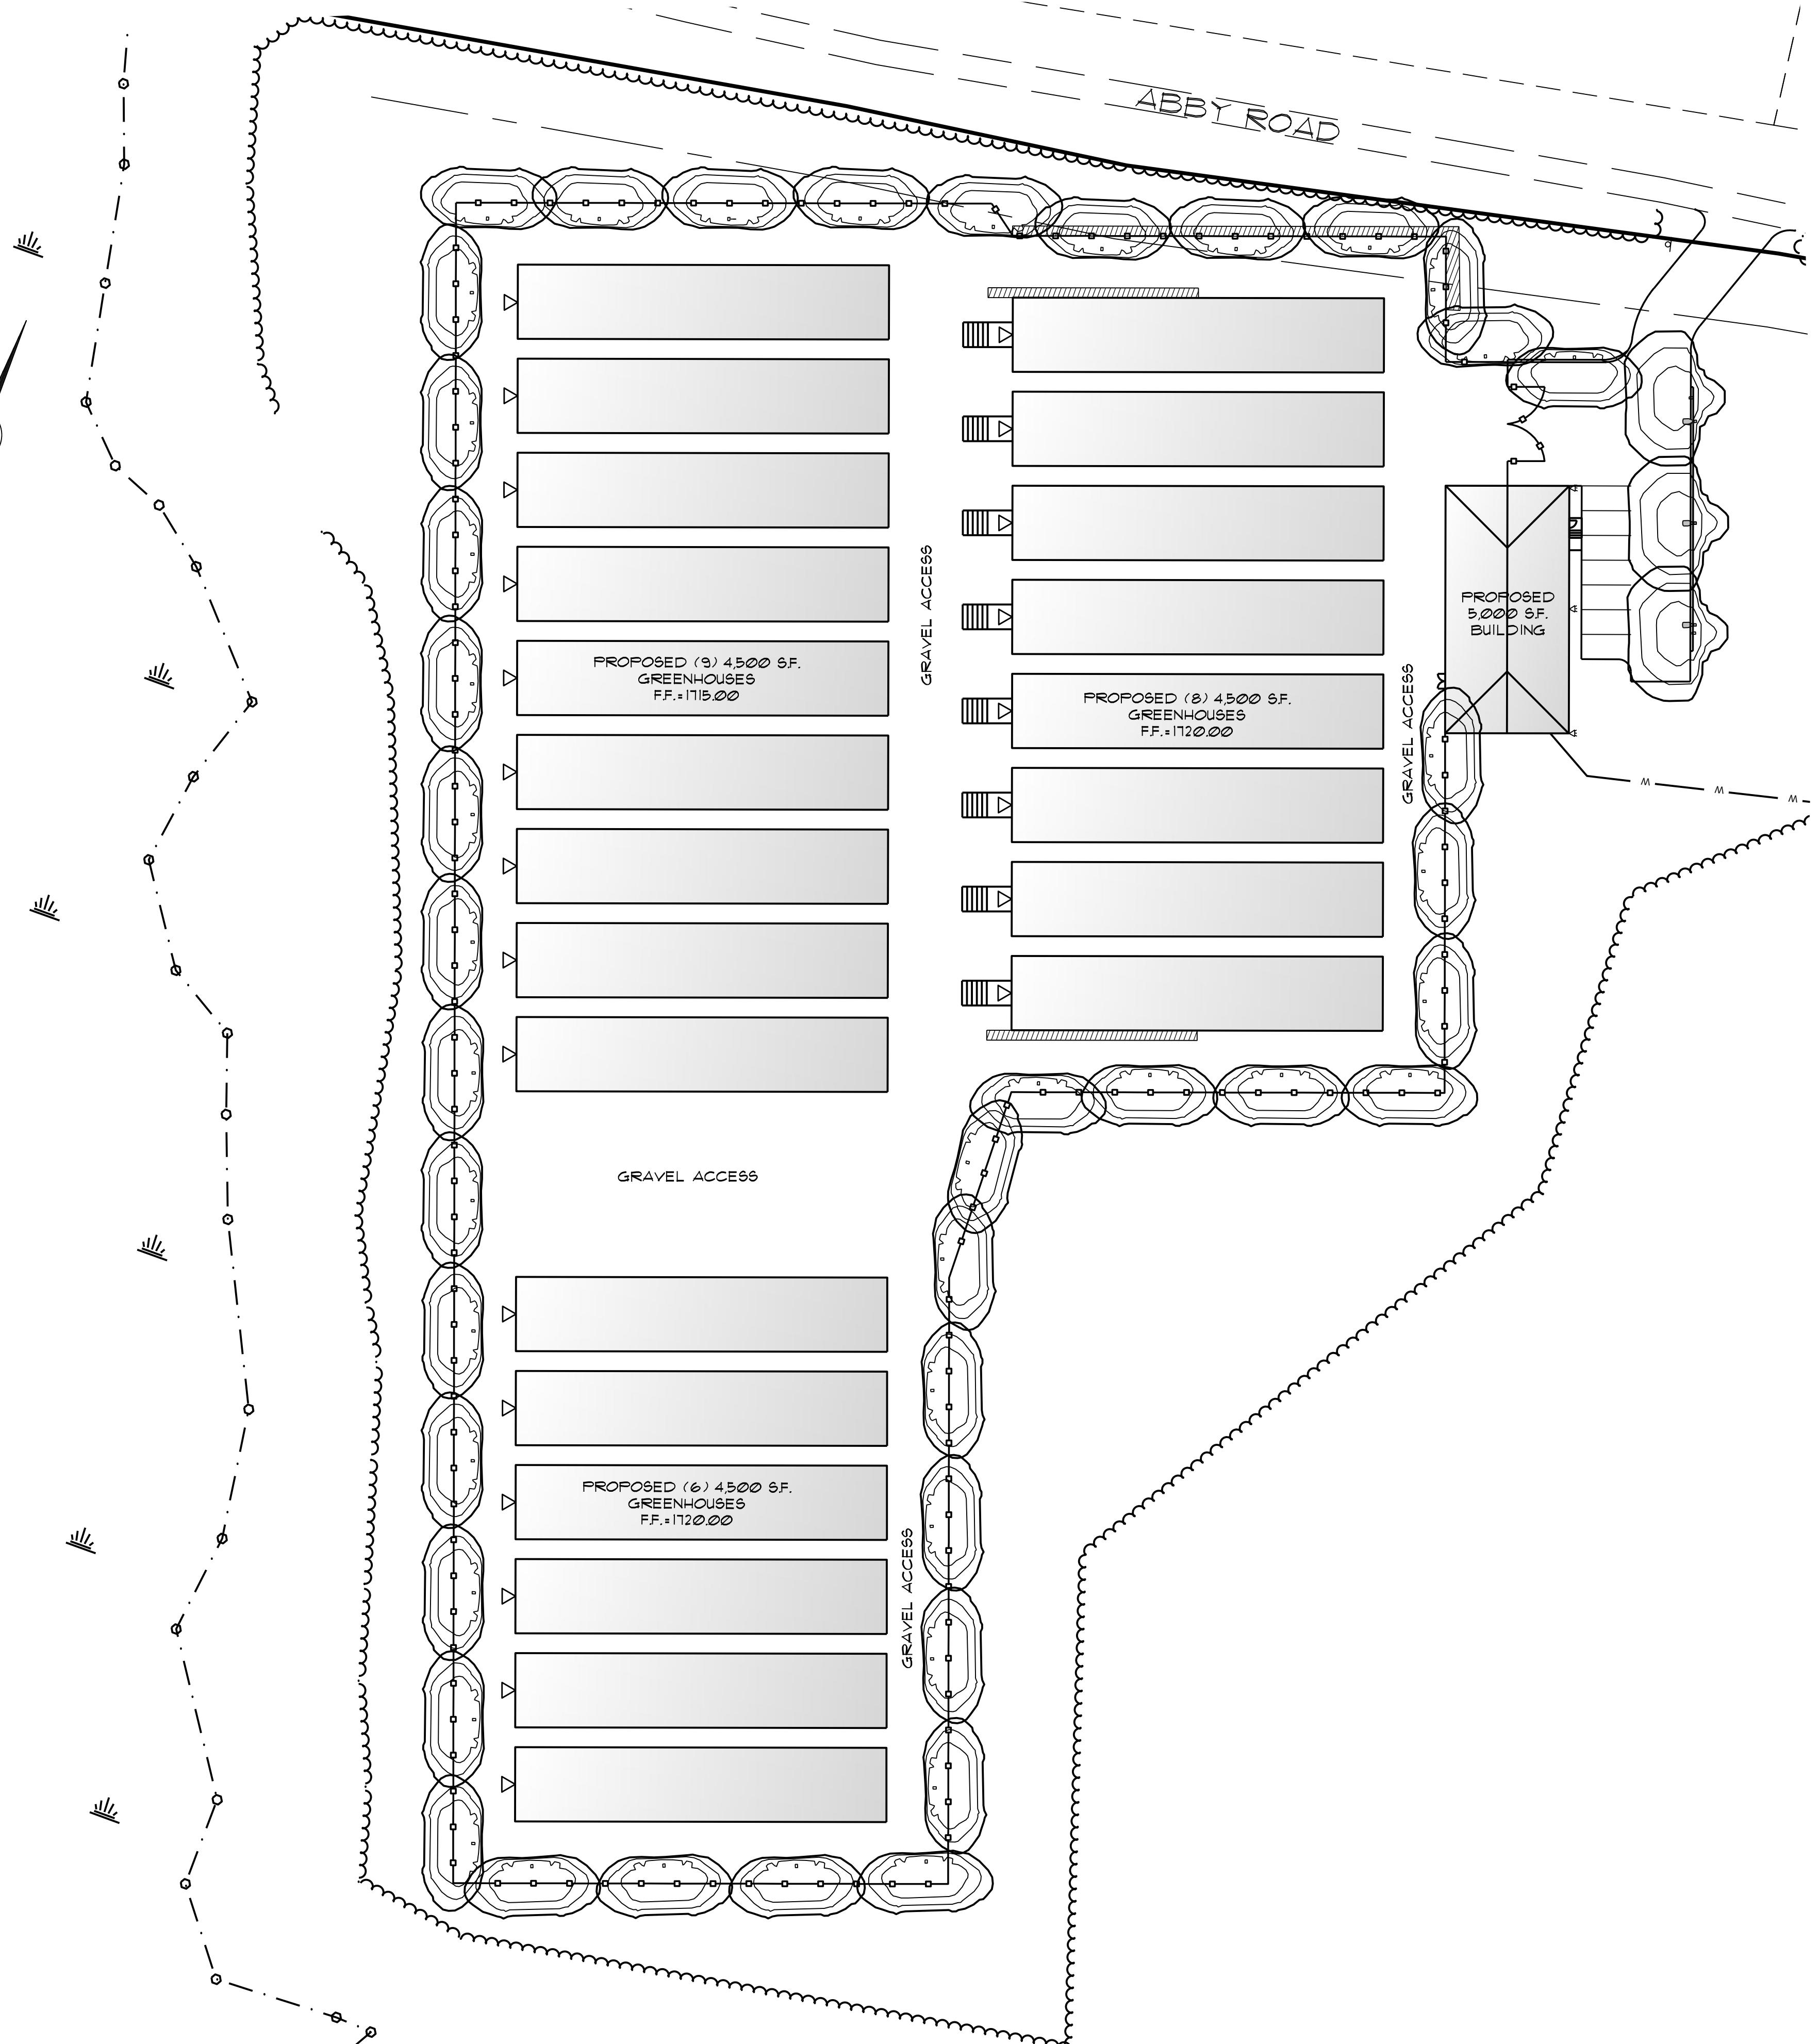 ABBY ROAD
GRAVEL ACCESS
PROPOSED
5,000 S.F.
BUILDING
PROPOSED (9) 4,500 S.F.
GREENHOUSES
F.F.=1715.00
PROPOSED (8) 4,500 S.F.
GREENHOUSES
F.F.=1720.00
GRAVEL ACCESS
W W W
GRAVEL ACCESS
PROPOSED (6) 4,500 S.F.
GREENHOUSES
F.F.=1720.00
GRAVEL ACCESS